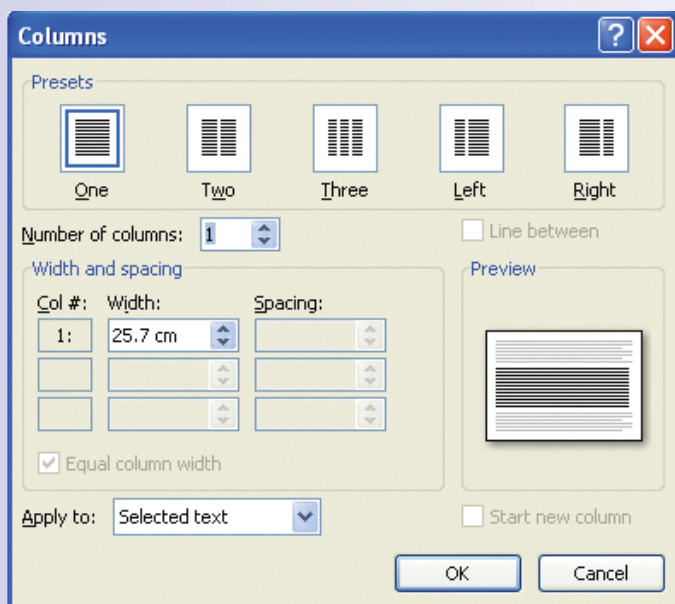 Columns
Presets
One Two Three Left Right
Number of columns: 1 Line between
Width and spacing Preview
Col #: Width: Spacing:
1: 25.7 cm
Equal column width
Apply to: Selected text Start new column
OK Cancel